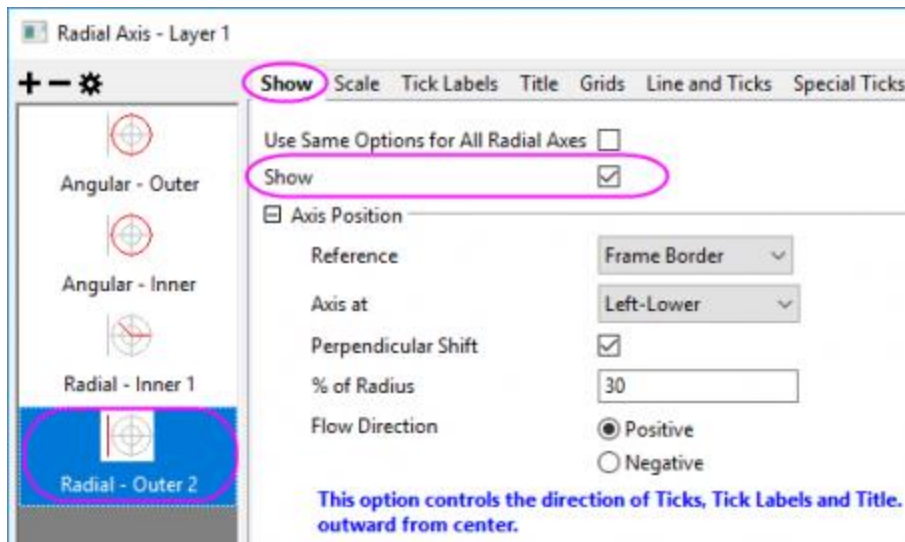 Radial Axis - Layer 1
Show Scale Tick Labels Title Grids Line and Ticks Special Ticks
Angular - Outer
Angular - Inner
Radial - Inner 1
Radial - Outer 2
Use Same Options for All Radial Axes
Show
Axis Position
Reference Frame Border
Axis at Left-Lower
Perpendicular Shift
% of Radius 30
Flow Direction Positive
Negative
This option controls the direction of Ticks, Tick Labels and Title.
outward from center.